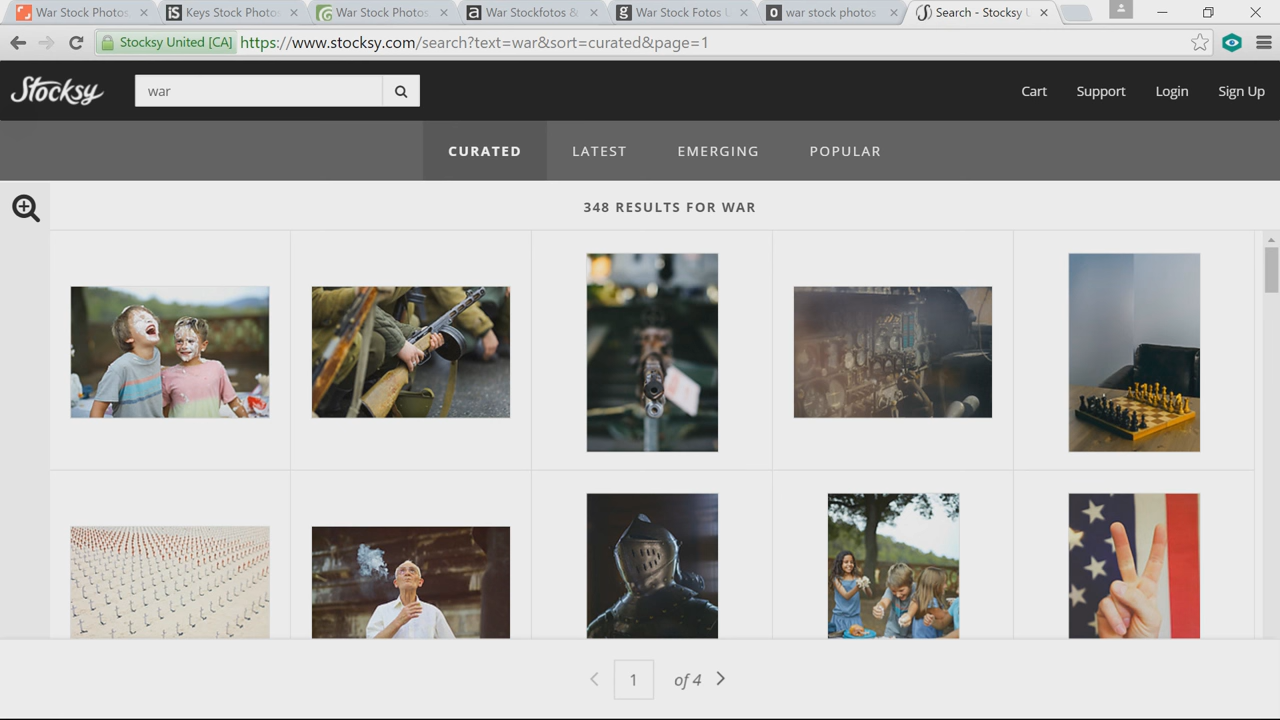 War Stock Photos
iS Keys Stock Photos
War Stock Photos
a War Stockfotos &
g War Stock Fotos U
o war stock photos
Search - Stocksy U
Stocksy United [CA] https://www.stocksy.com/search?text=war&sort=curated&page=1
Stocksy
war
Cart Support Login Sign Up
CURATED LATEST EMERGING POPULAR
348 RESULTS FOR WAR
1 of 4